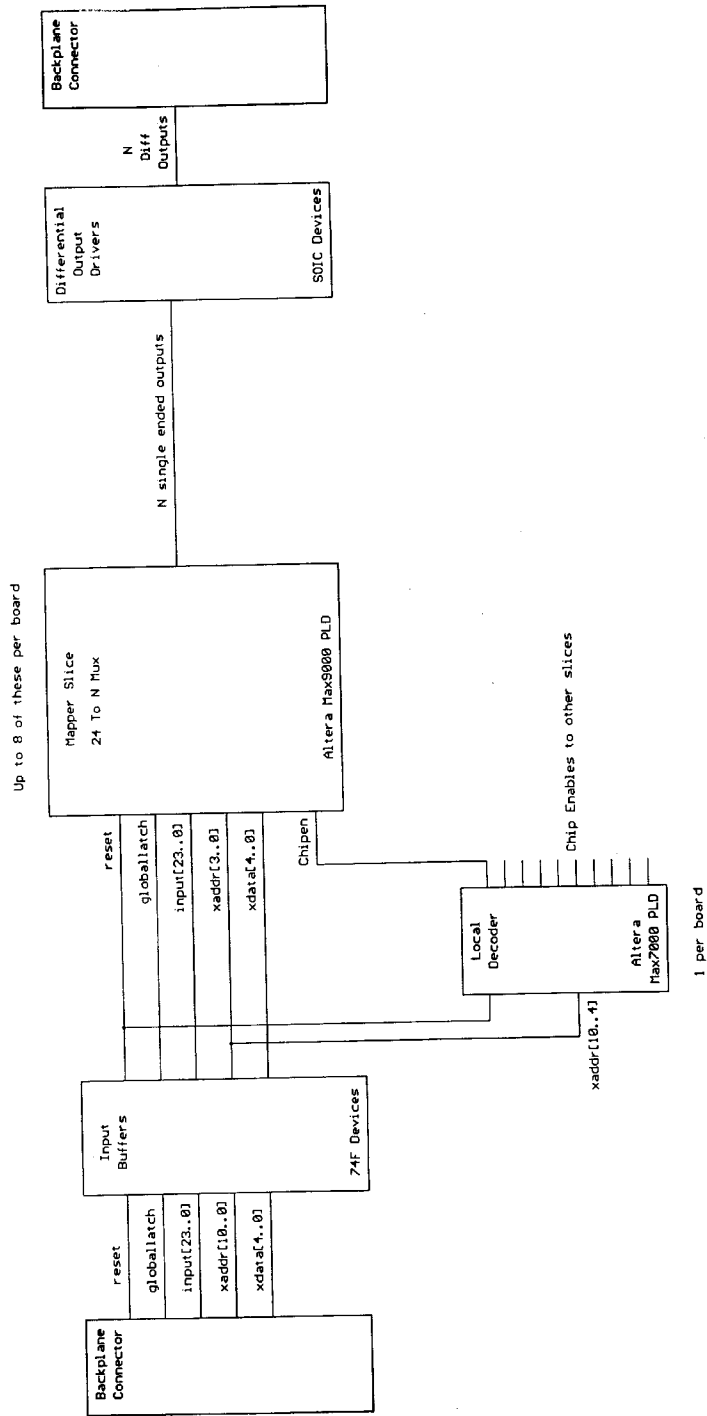 Up to 8 of these per board
Backplane
Connector
reset
globallatch
input[23..0]
xaddr[10..0]
xdata[4..0]
Input
Buffers
74F Devices
reset
globallatch
input[23..0]
xaddr[3..0]
xdata[4..0]
Chipen
Mapper Slice
24 To N Mux
Altera Max9000 PLD
N single ended outputs
Differential
Output
Drivers
SOIC Devices
N
Diff
Outputs
Backplane
Connector
xaddr[10..4]
Local
Decoder
Altera
Max7000 PLD
1 per board
Chip Enables to other slices